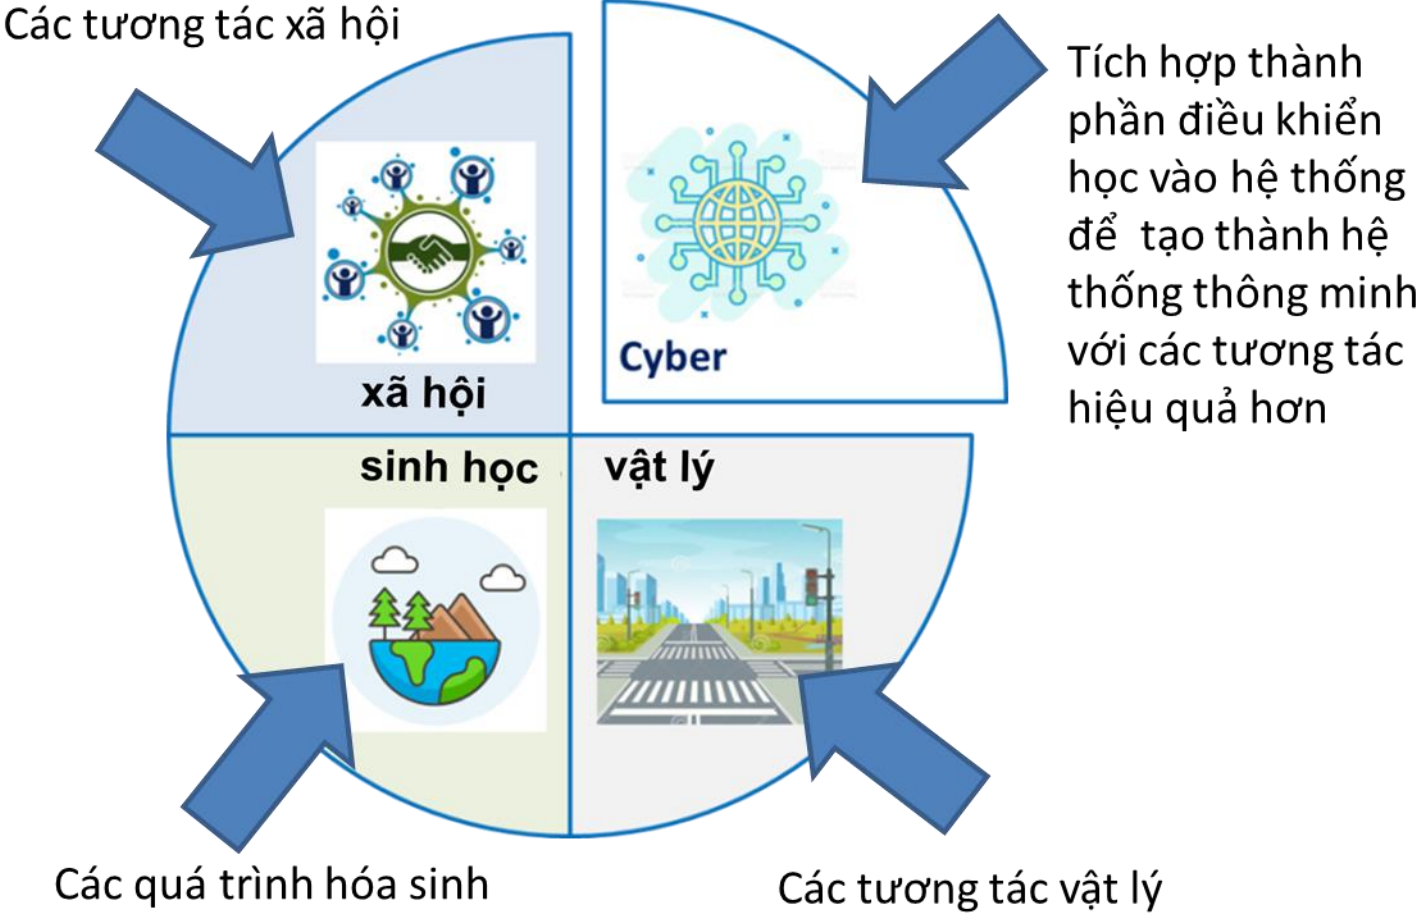 Các tương tác xã hội
Tích hợp thành
phần điều khiển
học vào hệ thống
để tạo thành hệ
thống thông minh
với các tương tác
hiệu quả hơn
Cyber
xã hội
sinh học
vật lý
Các quá trình hóa sinh
Các tương tác vật lý